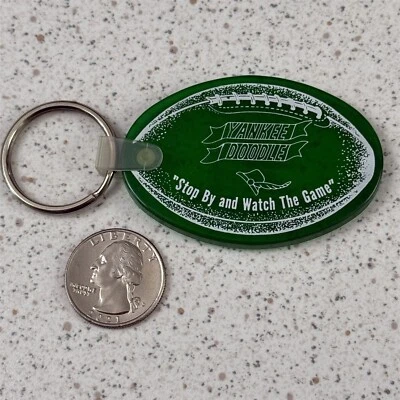 YANKEE
DOODLE
"Stop By and Watch The Game"
LIBERTY